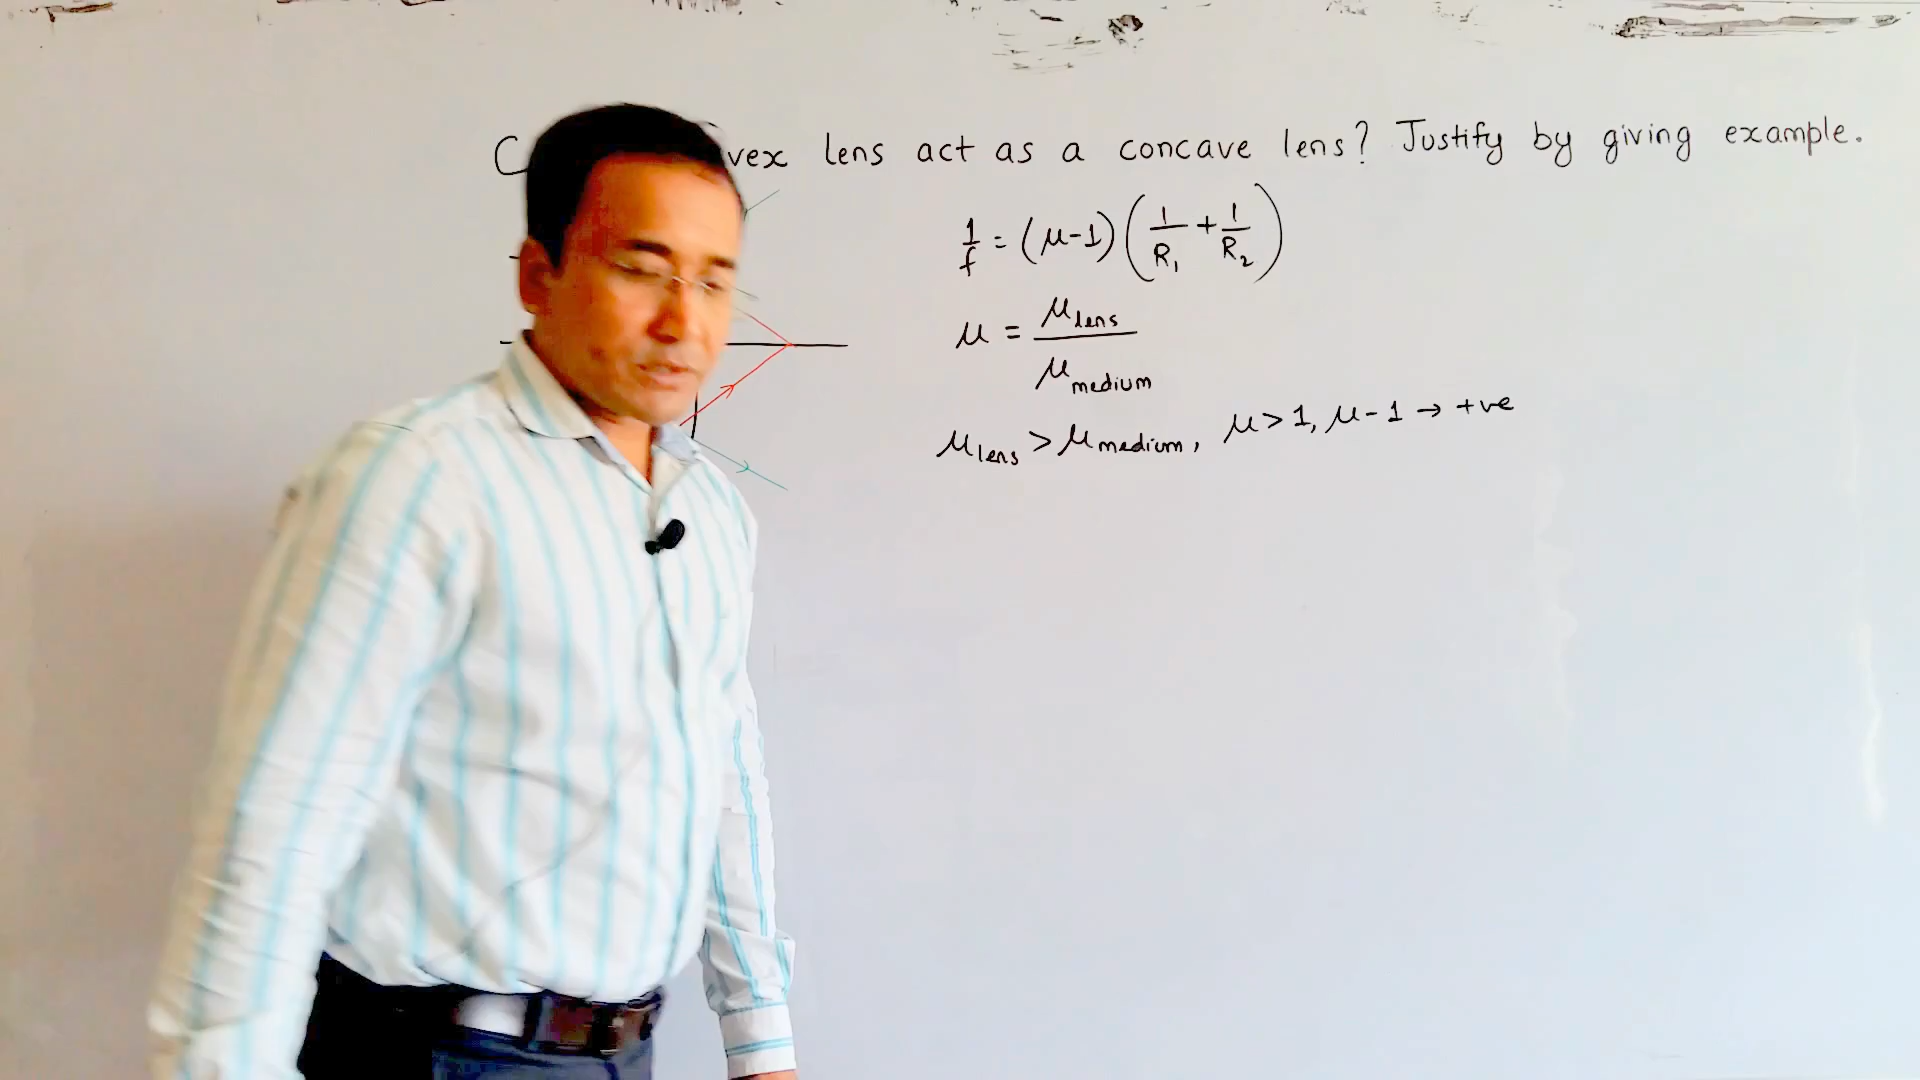 lens act as a concave lens? Justify by giving example.
1/f = (μ-1)(1/R₁ + 1/R₂)
μ = μlens/μmedium
μlens > μmedium, μ>1, μ-1 → +ve